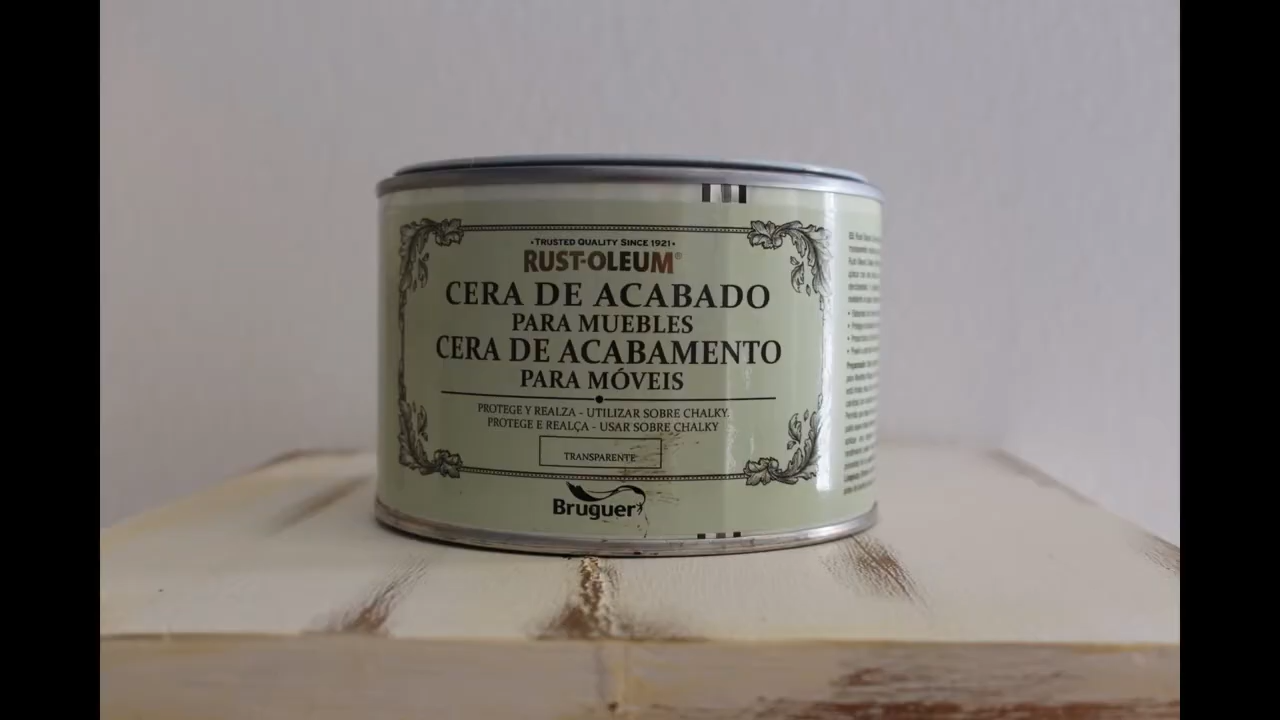 •TRUSTED QUALITY SINCE 1921•
RUST-OLEUM®
CERA DE ACABADO
PARA MUEBLES
CERA DE ACABAMENTO
PARA MÓVEIS
PROTEGE Y REALZA - UTILIZAR SOBRE CHALKY.
PROTEGE E REALÇA - USAR SOBRE CHALKY
TRANSPARENTE
Bruguer